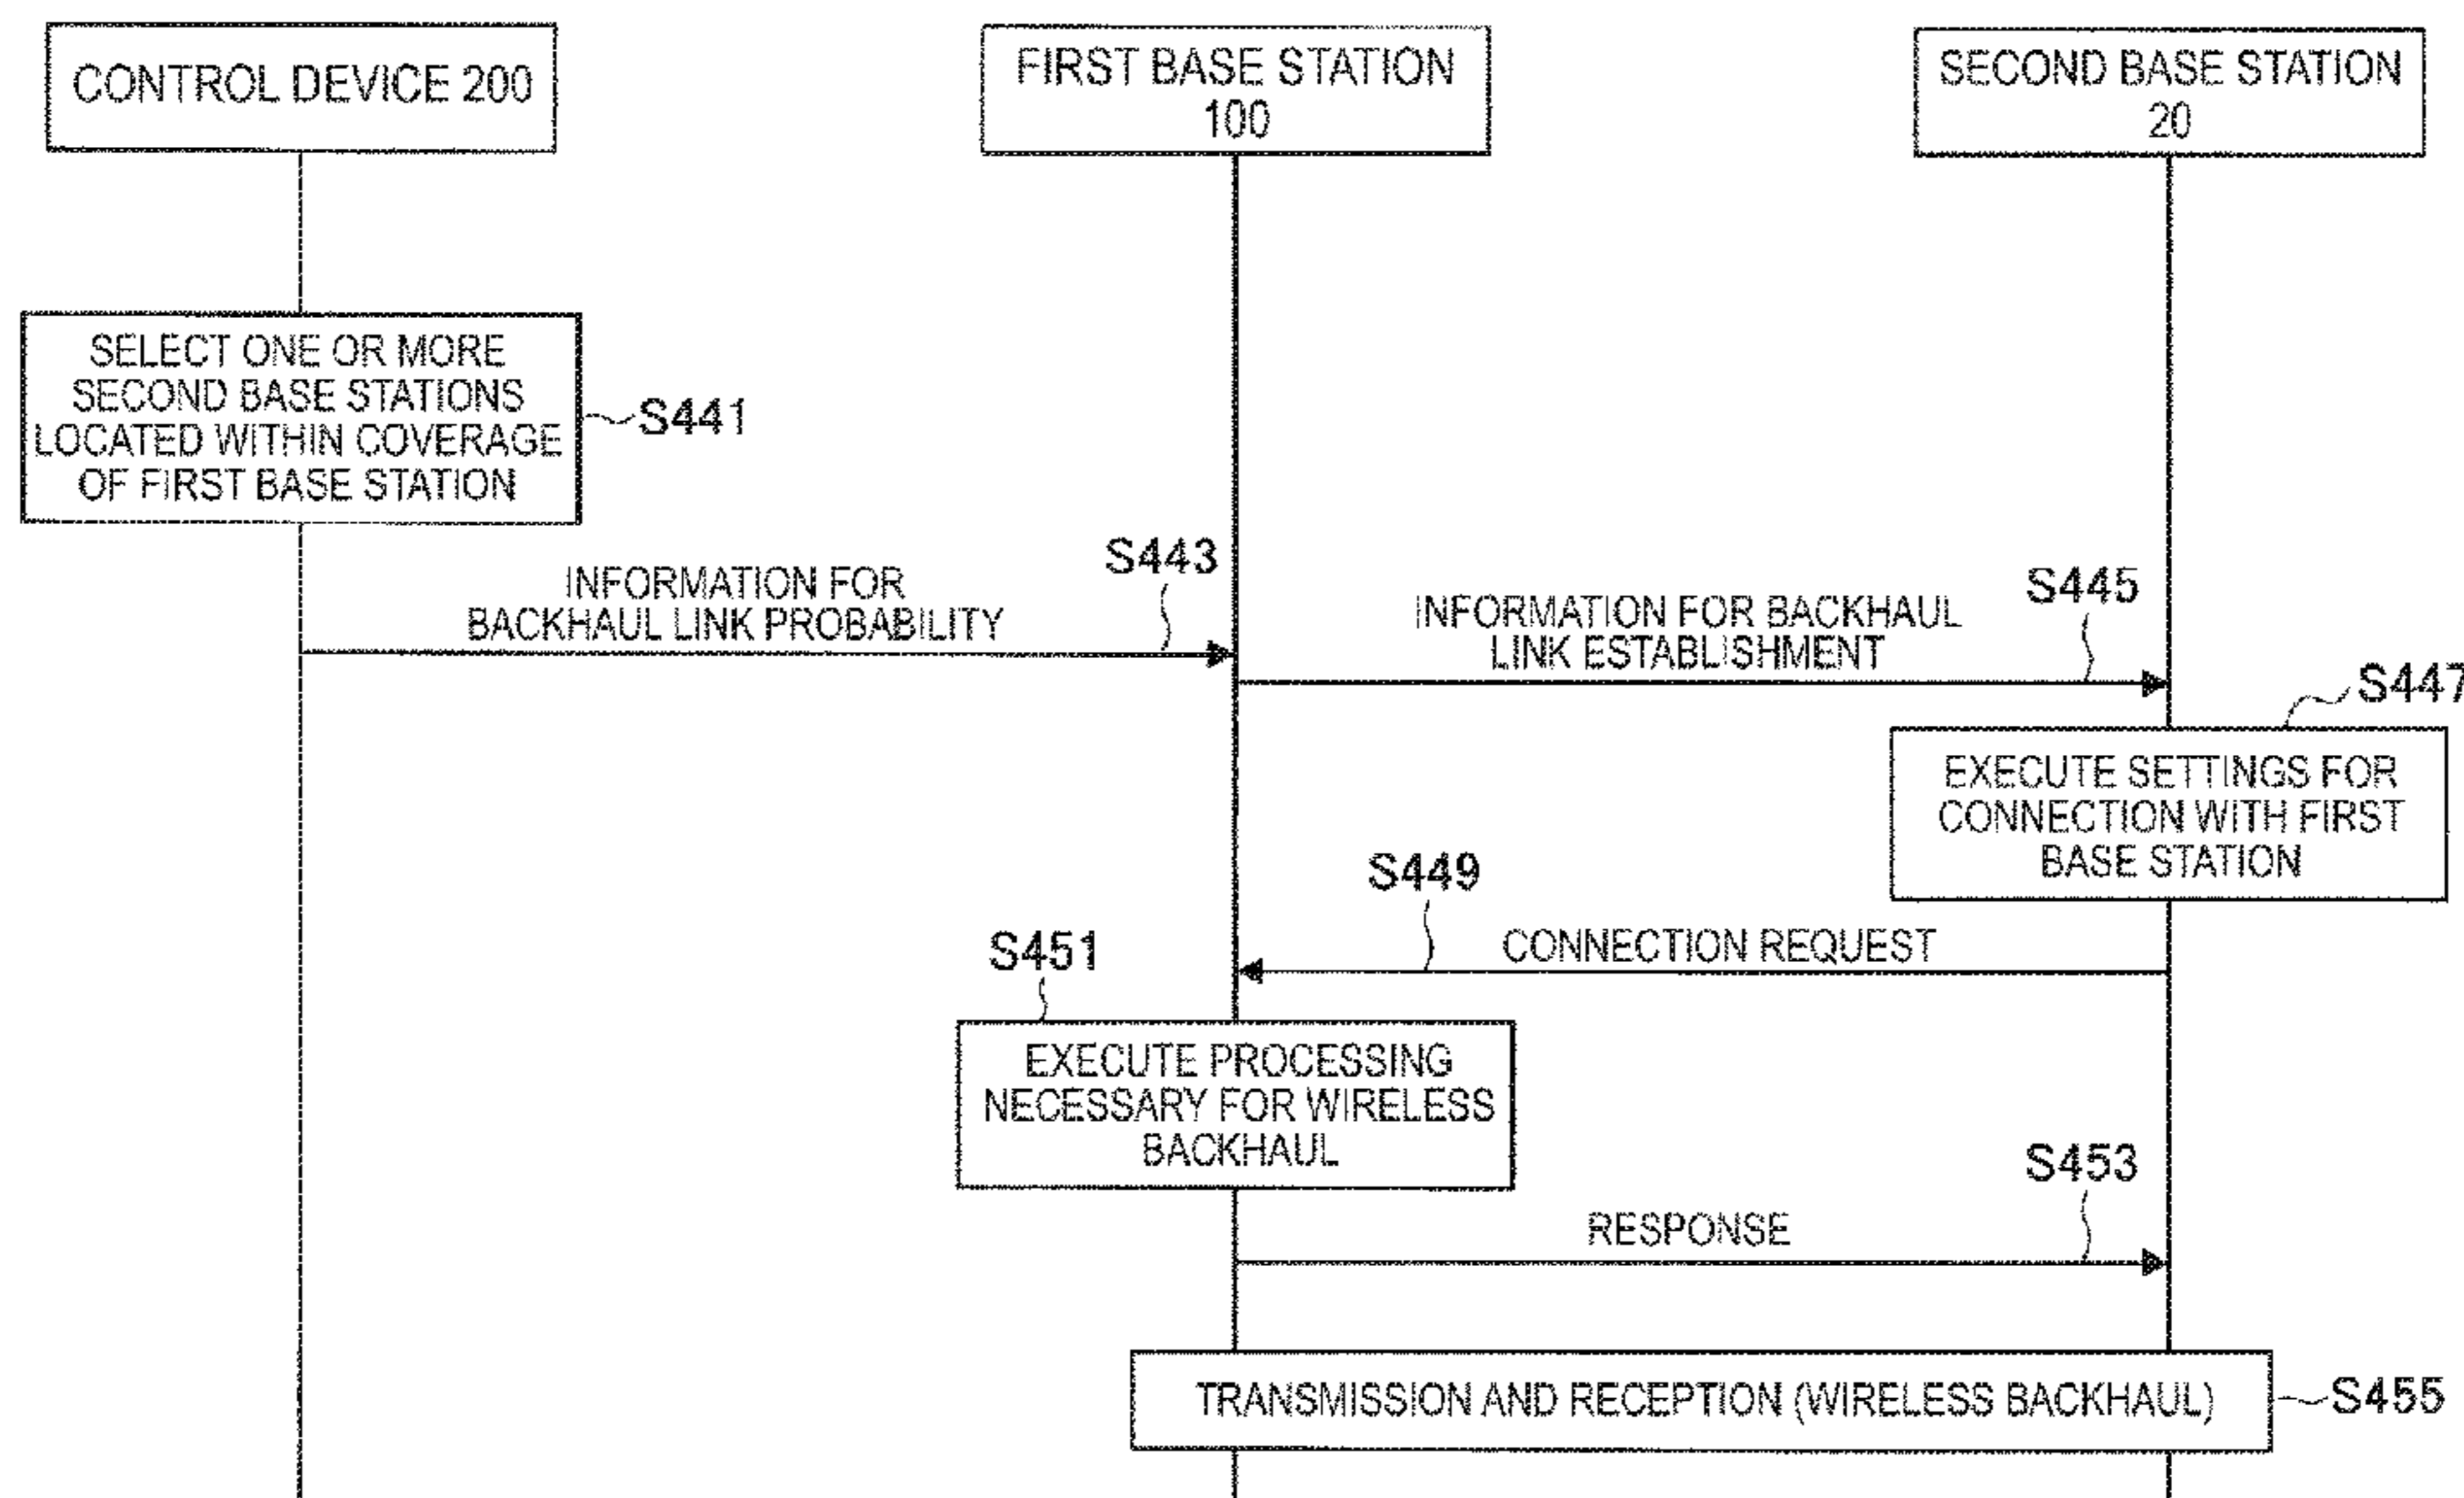 CONTROL DEVICE 200
FIRST BASE STATION
100
SECOND BASE STATION
20
SELECT ONE OR MORE
SECOND BASE STATIONS
LOCATED WITHIN COVERAGE
OF FIRST BASE STATION
S441
INFORMATION FOR
BACKHAUL LINK PROBABILITY
S443
INFORMATION FOR BACKHAUL
LINK ESTABLISHMENT
S445
S447
EXECUTE SETTINGS FOR
CONNECTION WITH FIRST
BASE STATION
S449
CONNECTION REQUEST
S451
EXECUTE PROCESSING
NECESSARY FOR WIRELESS
BACKHAUL
S453
RESPONSE
TRANSMISSION AND RECEPTION (WIRELESS BACKHAUL)
S455